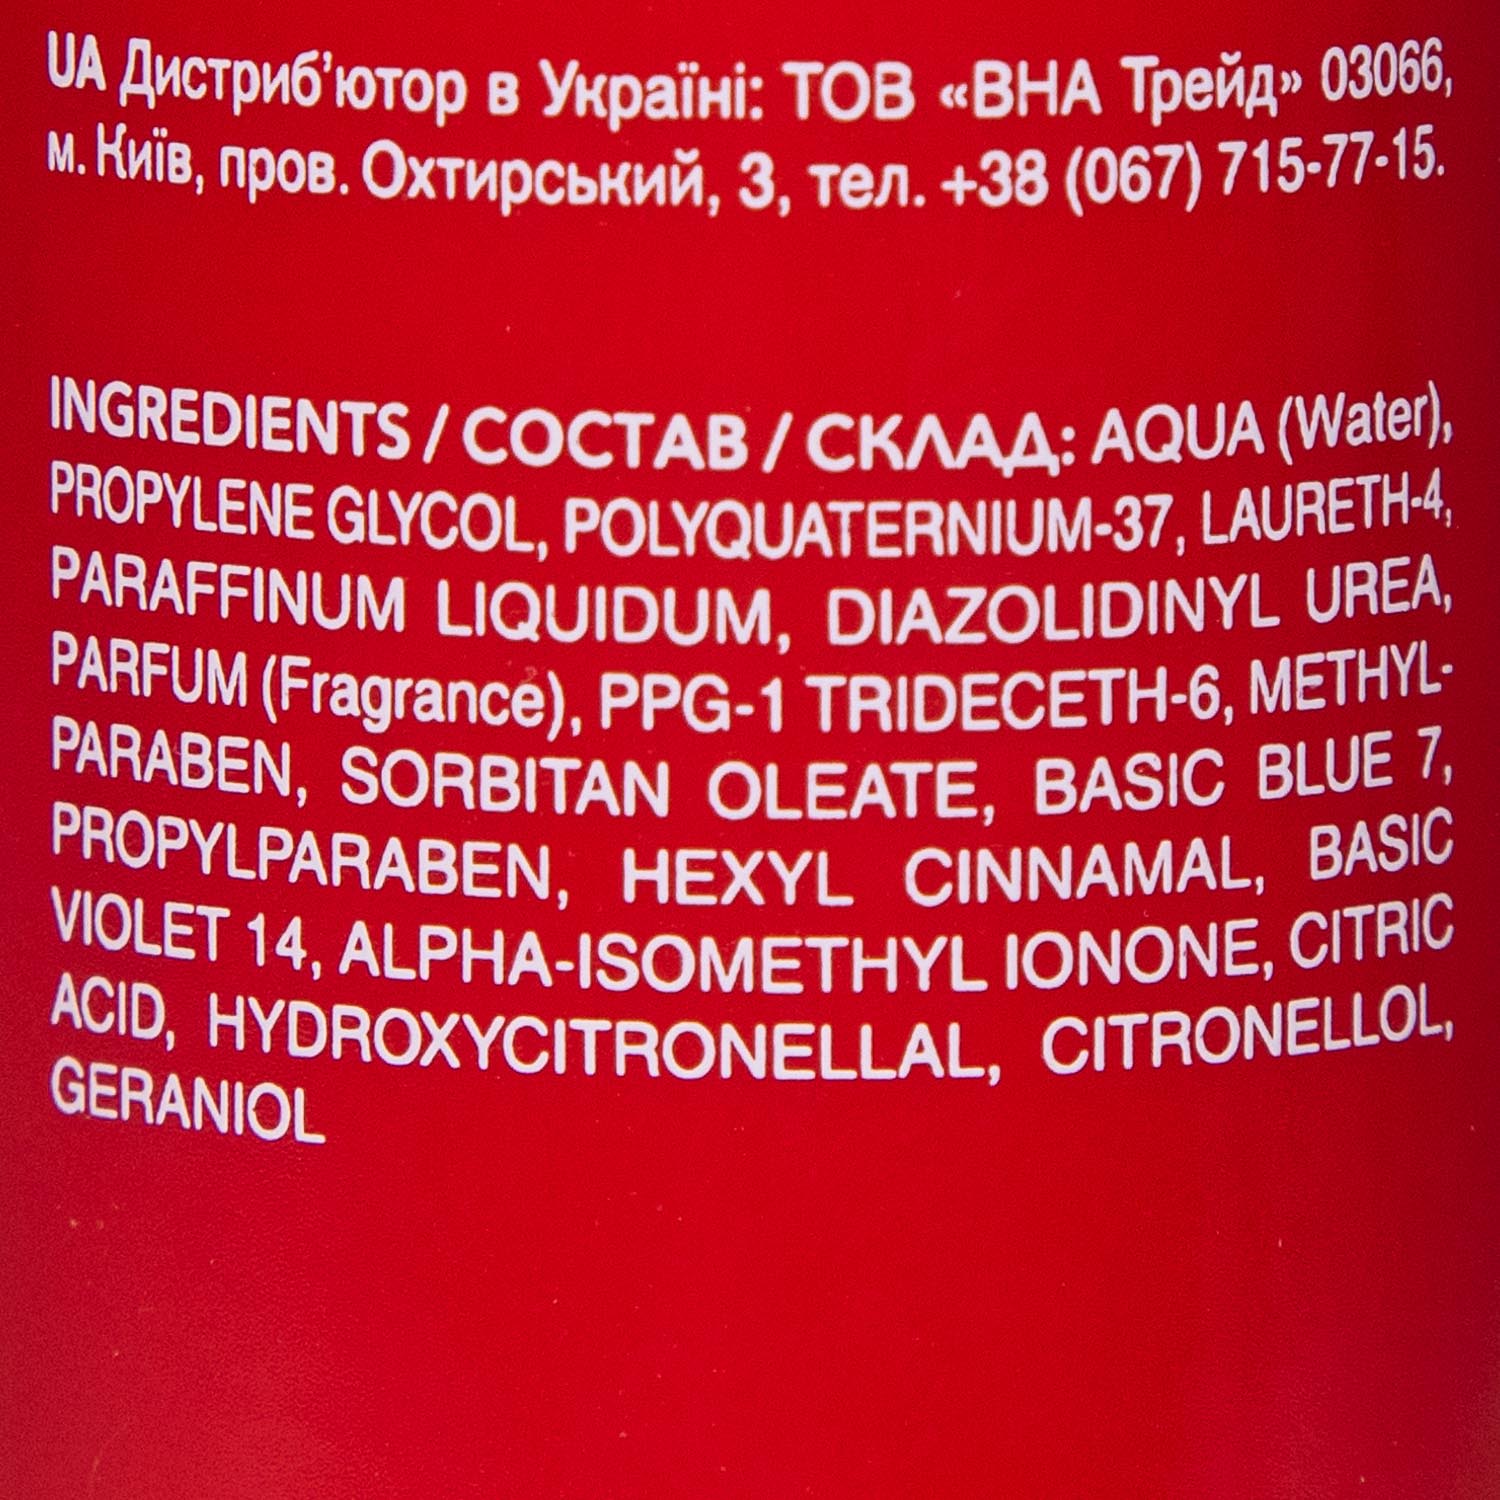 UA Дистриб’ютор в Україні: ТОВ «ВНА Трейд» 03066,
м. Київ, пров. Охтирський, 3, тел. +38 (067) 715-77-15.
INGREDIENTS / СОСТАВ / СКЛАД: AQUA (Water),
PROPYLENE GLYCOL, POLYQUATERNIUM-37, LAURETH-4,
PARAFFINUM LIQUIDUM, DIAZOLIDINYL UREA,
PARFUM (Fragrance), PPG-1 TRIDECETH-6, METHYL-
PARABEN, SORBITAN OLEATE, BASIC BLUE 7,
PROPYLPARABEN, HEXYL CINNAMAL, BASIC
VIOLET 14, ALPHA-ISOMETHYL IONONE, CITRIC
ACID, HYDROXYCITRONELLAL, CITRONELLOL,
GERANIOL